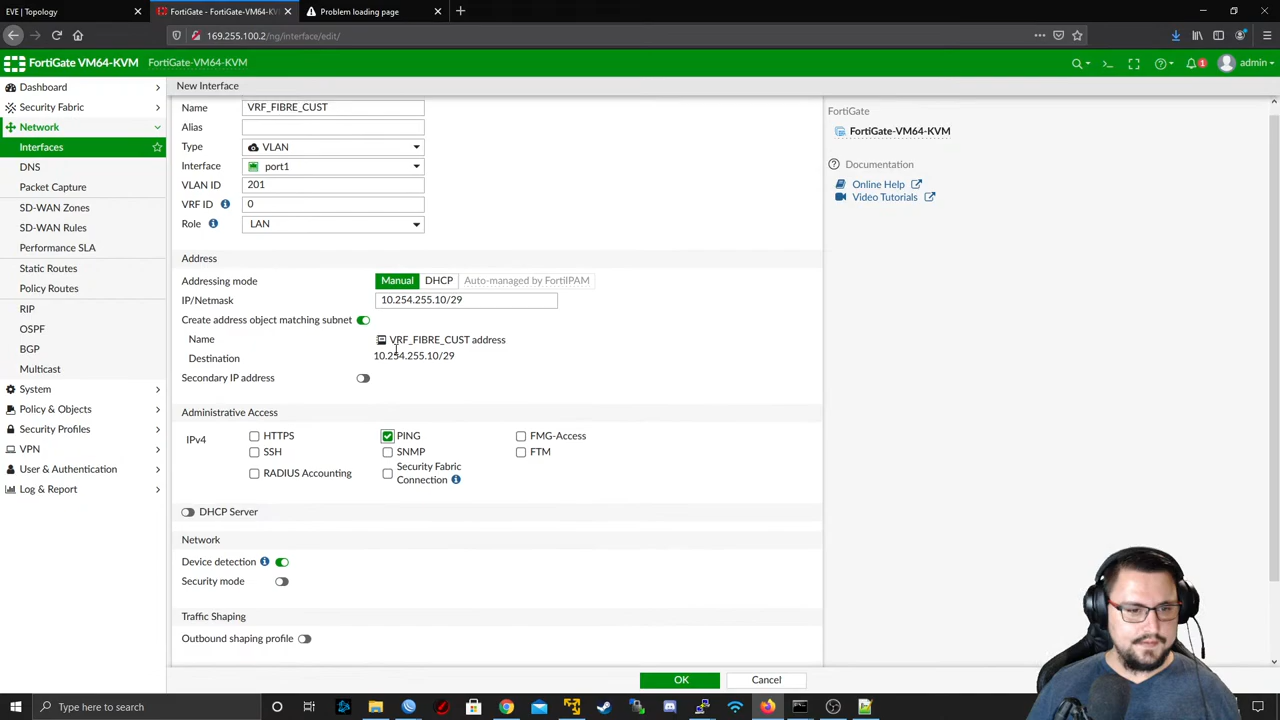 EVE | Topology
FortiGate - FortiGate-VM64-KV
Problem loading page
169.255.100.2/ng/interface/edit/
FortiGate VM64-KVM
FortiGate-VM64-KVM
1
admin
Dashboard
Security Fabric
Network
Interfaces
DNS
Packet Capture
SD-WAN Zones
SD-WAN Rules
Performance SLA
Static Routes
Policy Routes
RIP
OSPF
BGP
Multicast
System
Policy & Objects
Security Profiles
VPN
User & Authentication
Log & Report
New Interface
Name VRF_FIBRE_CUST
Alias
Type VLAN
Interface port1
VLAN ID 201
VRF ID 0
Role LAN
Address
Addressing mode Manual DHCP Auto-managed by FortiIPAM
IP/Netmask 10.254.255.10/29
Create address object matching subnet
Name VRF_FIBRE_CUST address
Destination 10.254.255.10/29
Secondary IP address
Administrative Access
IPv4
HTTPS PING FMG-Access
SSH SNMP FTM
RADIUS Accounting Security Fabric
Connection
DHCP Server
Network
Device detection
Security mode
Traffic Shaping
Outbound shaping profile
OK Cancel
FortiGate
FortiGate-VM64-KVM
Documentation
Online Help
Video Tutorials
Type here to search